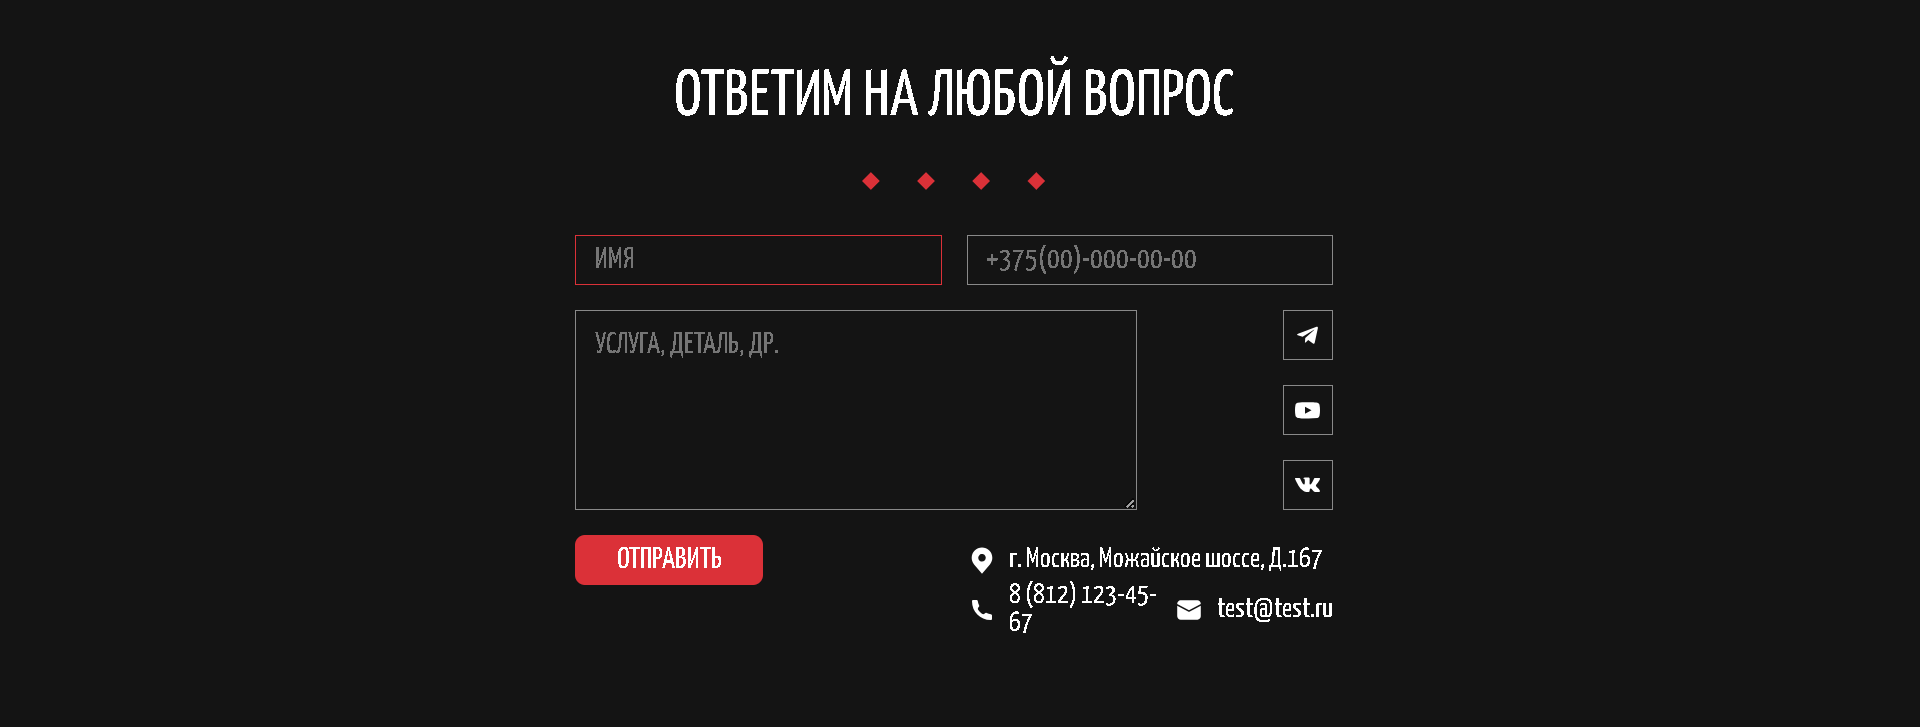 ОТВЕТИМ НА ЛЮБОЙ ВОПРОС
ИМЯ
+375(00)-000-00-00
УСЛУГА, ДЕТАЛЬ, ДР.
ОТПРАВИТЬ
г. Москва, Можайское шоссе, Д.167
8 (812) 123-45-
67
test@test.ru